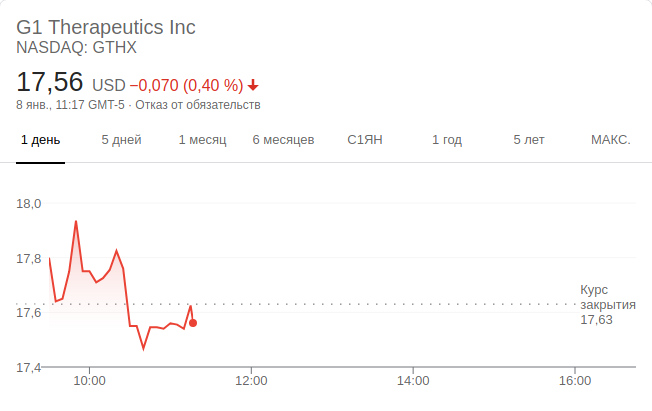 G1 Therapeutics Inc
NASDAQ: GTHX
17,56 USD −0,070 (0,40 %)
8 янв., 11:17 GMT-5 · Отказ от обязательств
1 день 5 дней 1 месяц 6 месяцев С1ЯН 1 год 5 лет МАКС.
18,0
17,8
Курс
закрытия
17,63
17,6
17,4
10:00 12:00 14:00 16:00